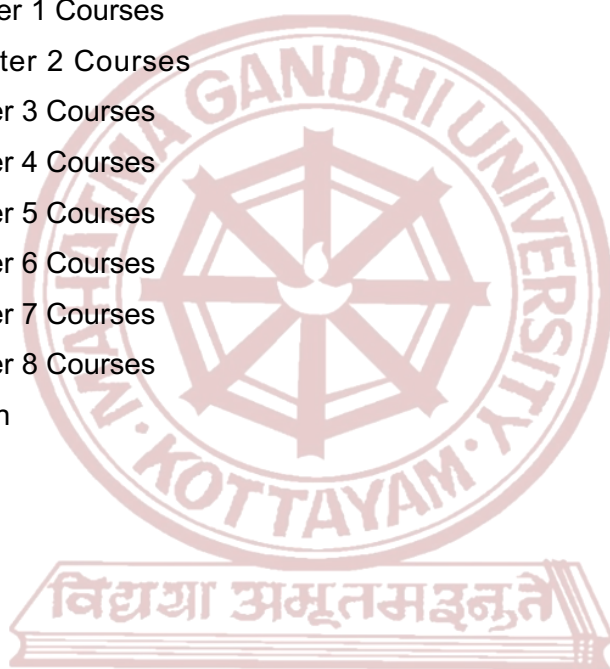 er 1 Courses
ter 2 Courses
er 3 Courses
er 4 Courses
er 5 Courses
er 6 Courses
er 7 Courses
er 8 Courses
n
MAHATMA GANDHI UNIVERSITY
KOTTAYAM
विद्यया अमृतमश्नुते